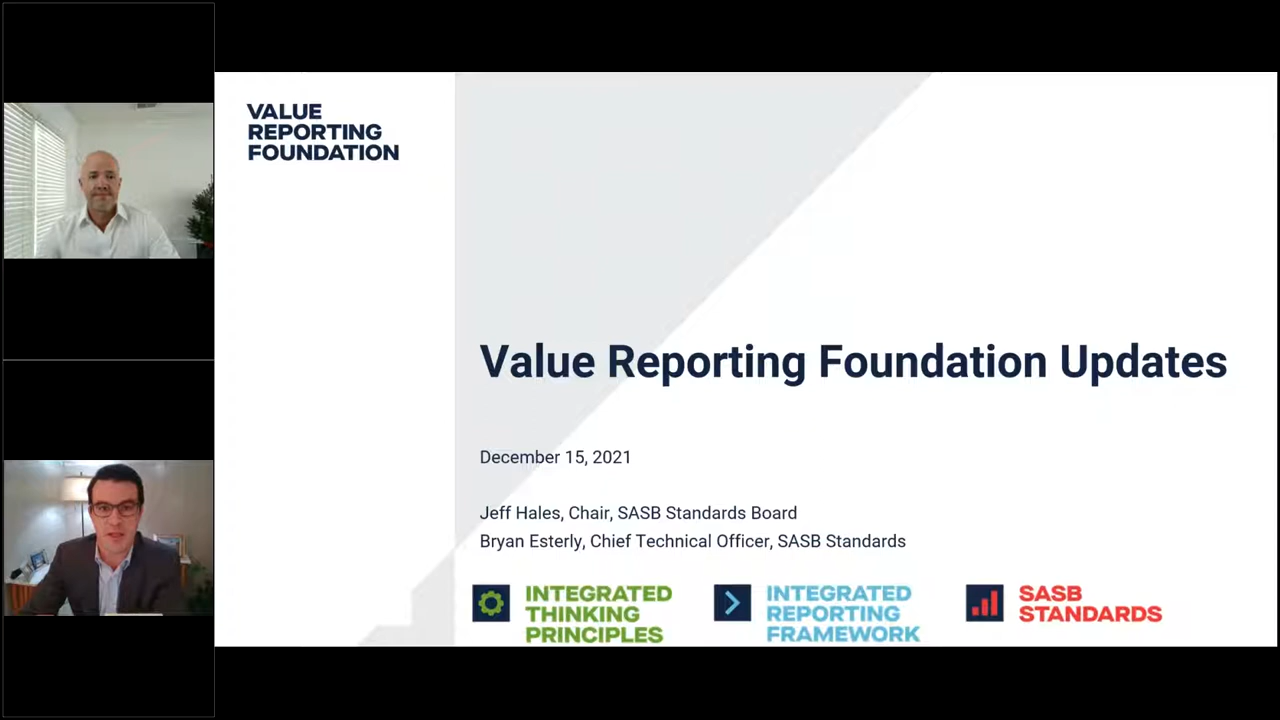 VALUE
REPORTING
FOUNDATION
Value Reporting Foundation Updates
December 15, 2021
Jeff Hales, Chair, SASB Standards Board
Bryan Esterly, Chief Technical Officer, SASB Standards
INTEGRATED
THINKING
PRINCIPLES
INTEGRATED
REPORTING
FRAMEWORK
SASB
STANDARDS